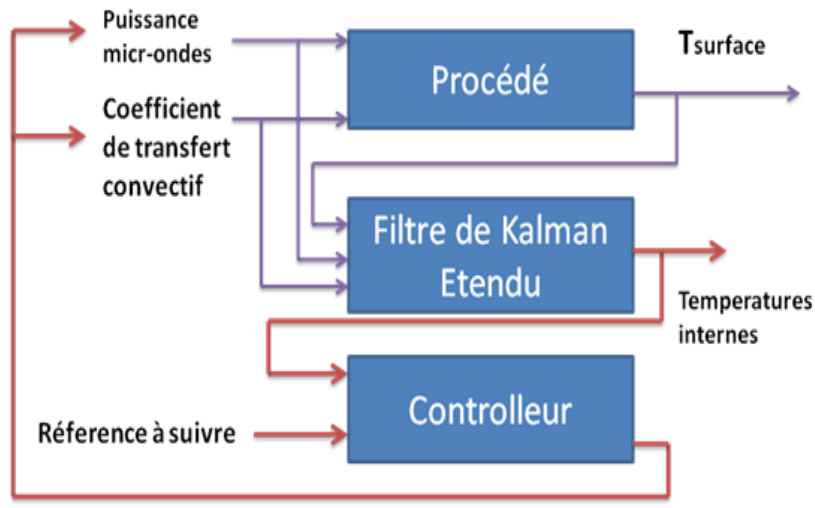 Puissance
micr-ondes
Procédé
Tsurface
Coefficient
de transfert
convectif
Filtre de Kalman
Etendu
Temperatures
internes
Controlleur
Réference à suivre